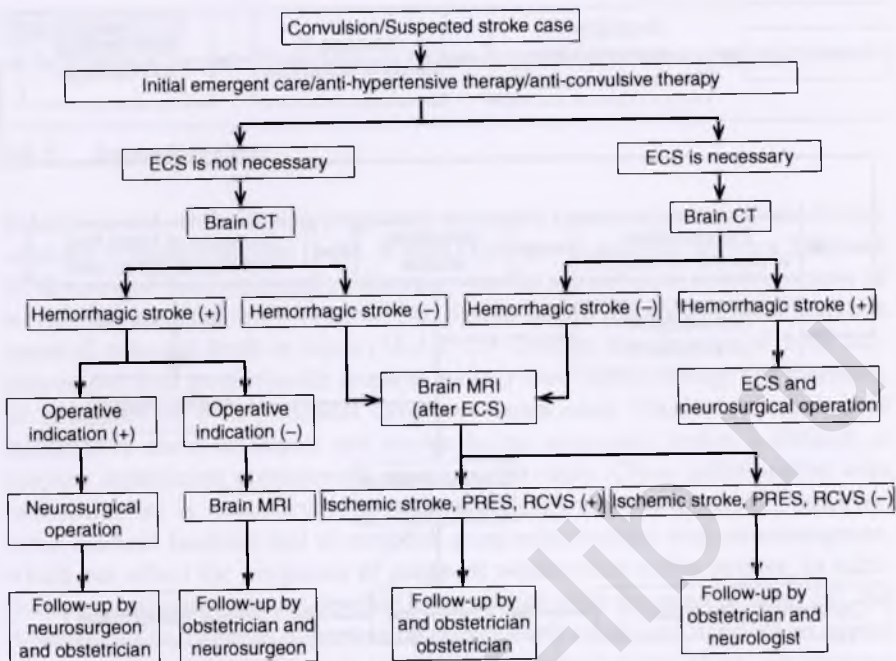 Convulsion/Suspected stroke case
Initial emergent care/anti-hypertensive therapy/anti-convulsive therapy
ECS is not necessary
ECS is necessary
Brain CT
Brain CT
Hemorrhagic stroke (+)
Hemorrhagic stroke (–)
Hemorrhagic stroke (–)
Hemorrhagic stroke (+)
Operative
indication (+)
Operative
indication (–)
Brain MRI
(after ECS)
ECS and
neurosurgical operation
Neurosurgical
operation
Brain MRI
Ischemic stroke, PRES, RCVS (+)
Ischemic stroke, PRES, RCVS (–)
Follow-up by
neurosurgeon
and obstetrician
Follow-up by
obstetrician and
neurosurgeon
Follow-up by
and obstetrician
obstetrician
Follow-up by
obstetrician and
neurologist